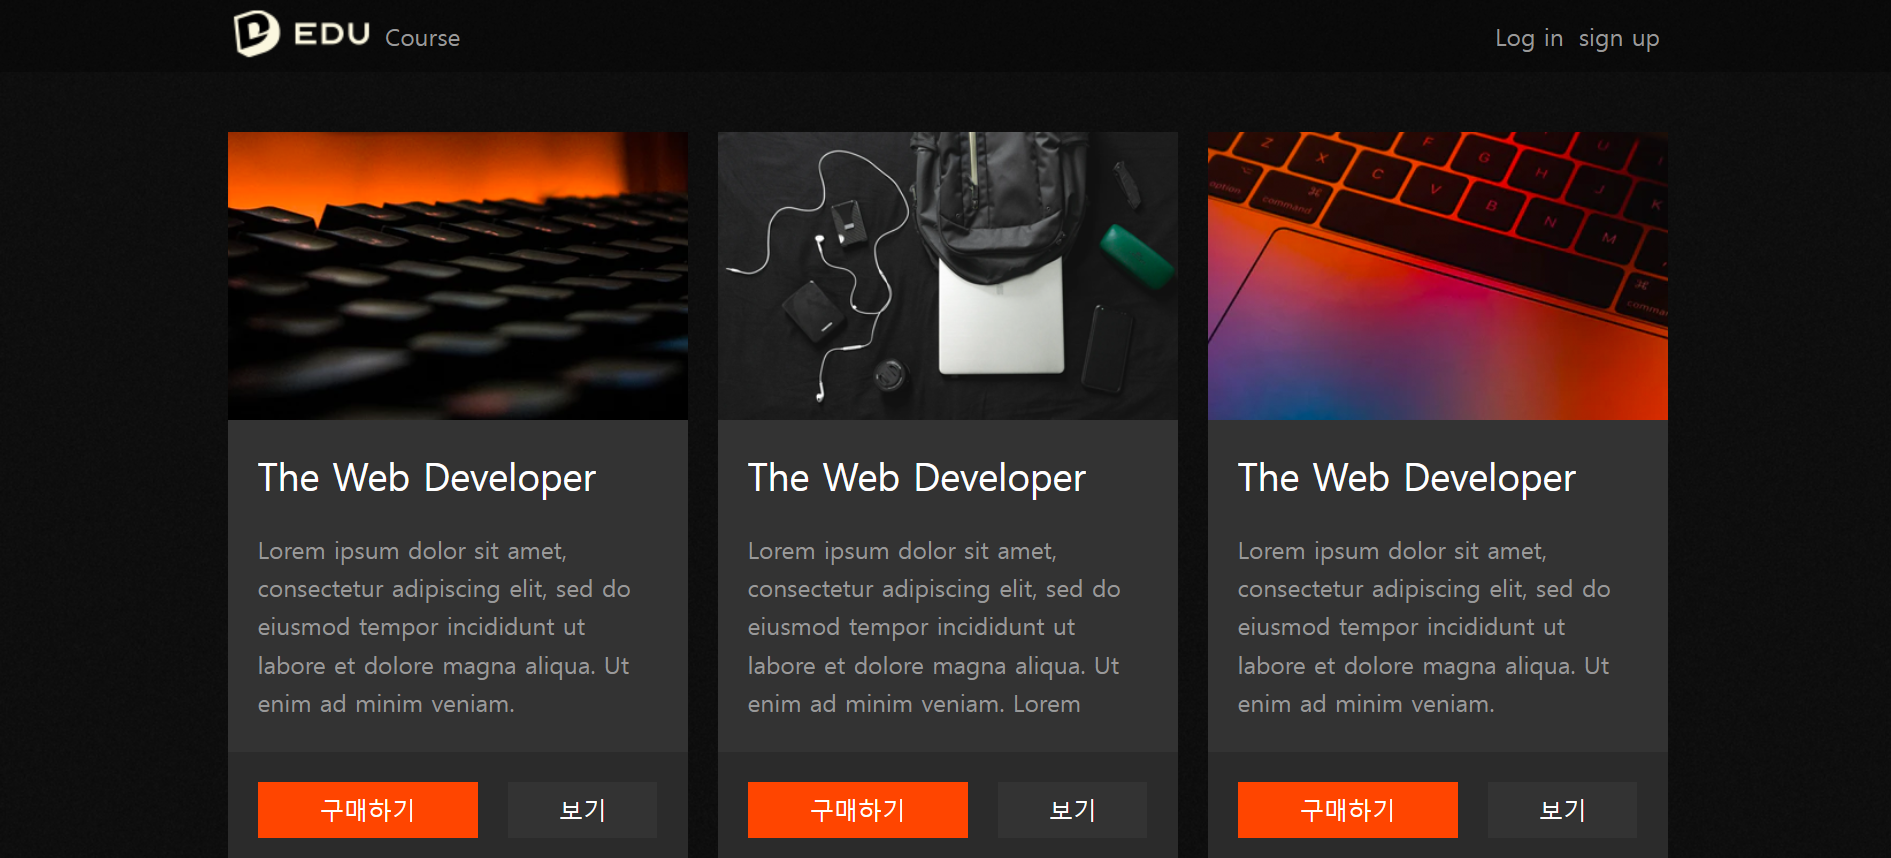 EDU Course Log in sign up
Z X C V B N M F G H J K U
option command
command
The Web Developer
Lorem ipsum dolor sit amet,
consectetur adipiscing elit, sed do
eiusmod tempor incididunt ut
labore et dolore magna aliqua. Ut
enim ad minim veniam.
구매하기 보기
The Web Developer
Lorem ipsum dolor sit amet,
consectetur adipiscing elit, sed do
eiusmod tempor incididunt ut
labore et dolore magna aliqua. Ut
enim ad minim veniam. Lorem
구매하기 보기
The Web Developer
Lorem ipsum dolor sit amet,
consectetur adipiscing elit, sed do
eiusmod tempor incididunt ut
labore et dolore magna aliqua. Ut
enim ad minim veniam.
구매하기 보기